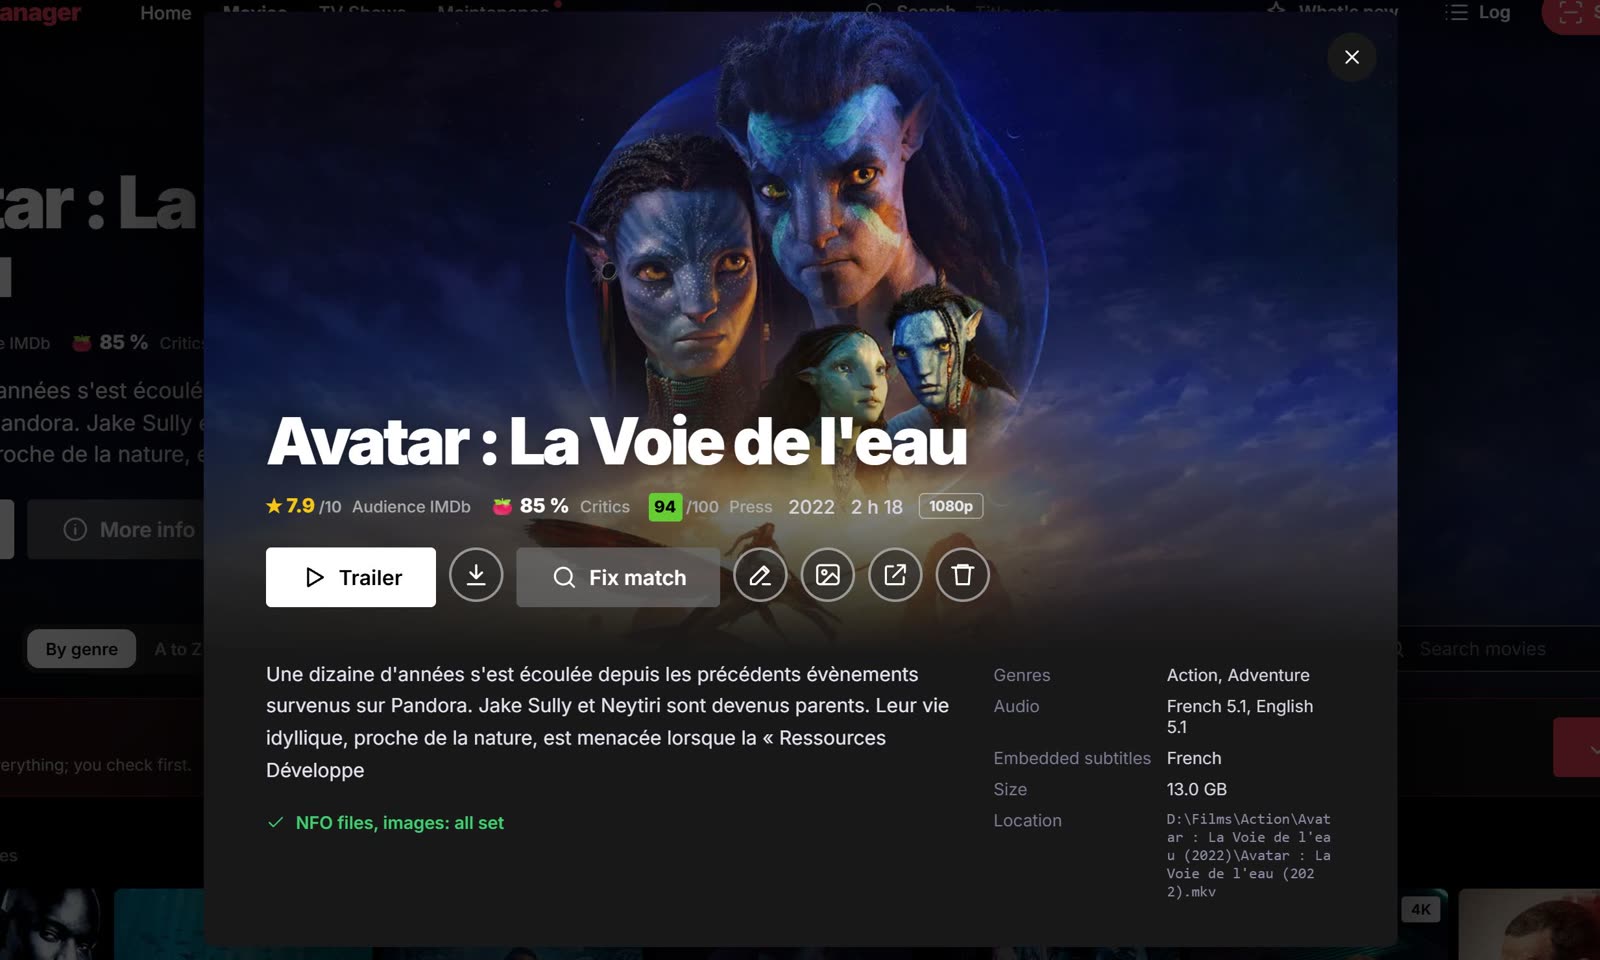 anager
Home
Log
tar : La
e IMDb 85 % Critics
années s'est écoulée
andora. Jake Sully e
roche de la nature, e
More info
By genre
A to Z
Search movies
erything; you check first.
es
4K
Avatar : La Voie de l'eau
7.9 /10 Audience IMDb 85 % Critics 94 /100 Press 2022 2 h 18 1080p
Trailer
Fix match
Une dizaine d'années s'est écoulée depuis les précédents évènements
survenus sur Pandora. Jake Sully et Neytiri sont devenus parents. Leur vie
idyllique, proche de la nature, est menacée lorsque la « Ressources
Développe
NFO files, images: all set
Genres Action, Adventure
Audio French 5.1, English
5.1
Embedded subtitles French
Size 13.0 GB
Location D:\Films\Action\Avat
ar : La Voie de l'ea
u (2022)\Avatar : La
Voie de l'eau (202
2).mkv